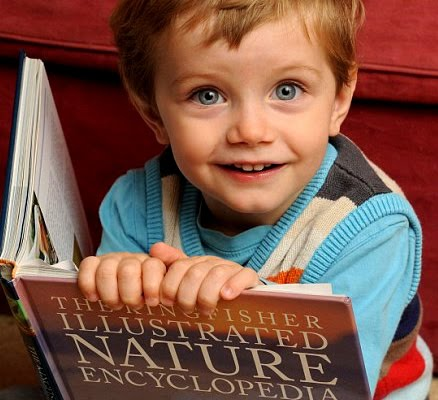 THE KINGFISHER
ILLUSTRATED
NATURE
ENCYCLOPEDIA